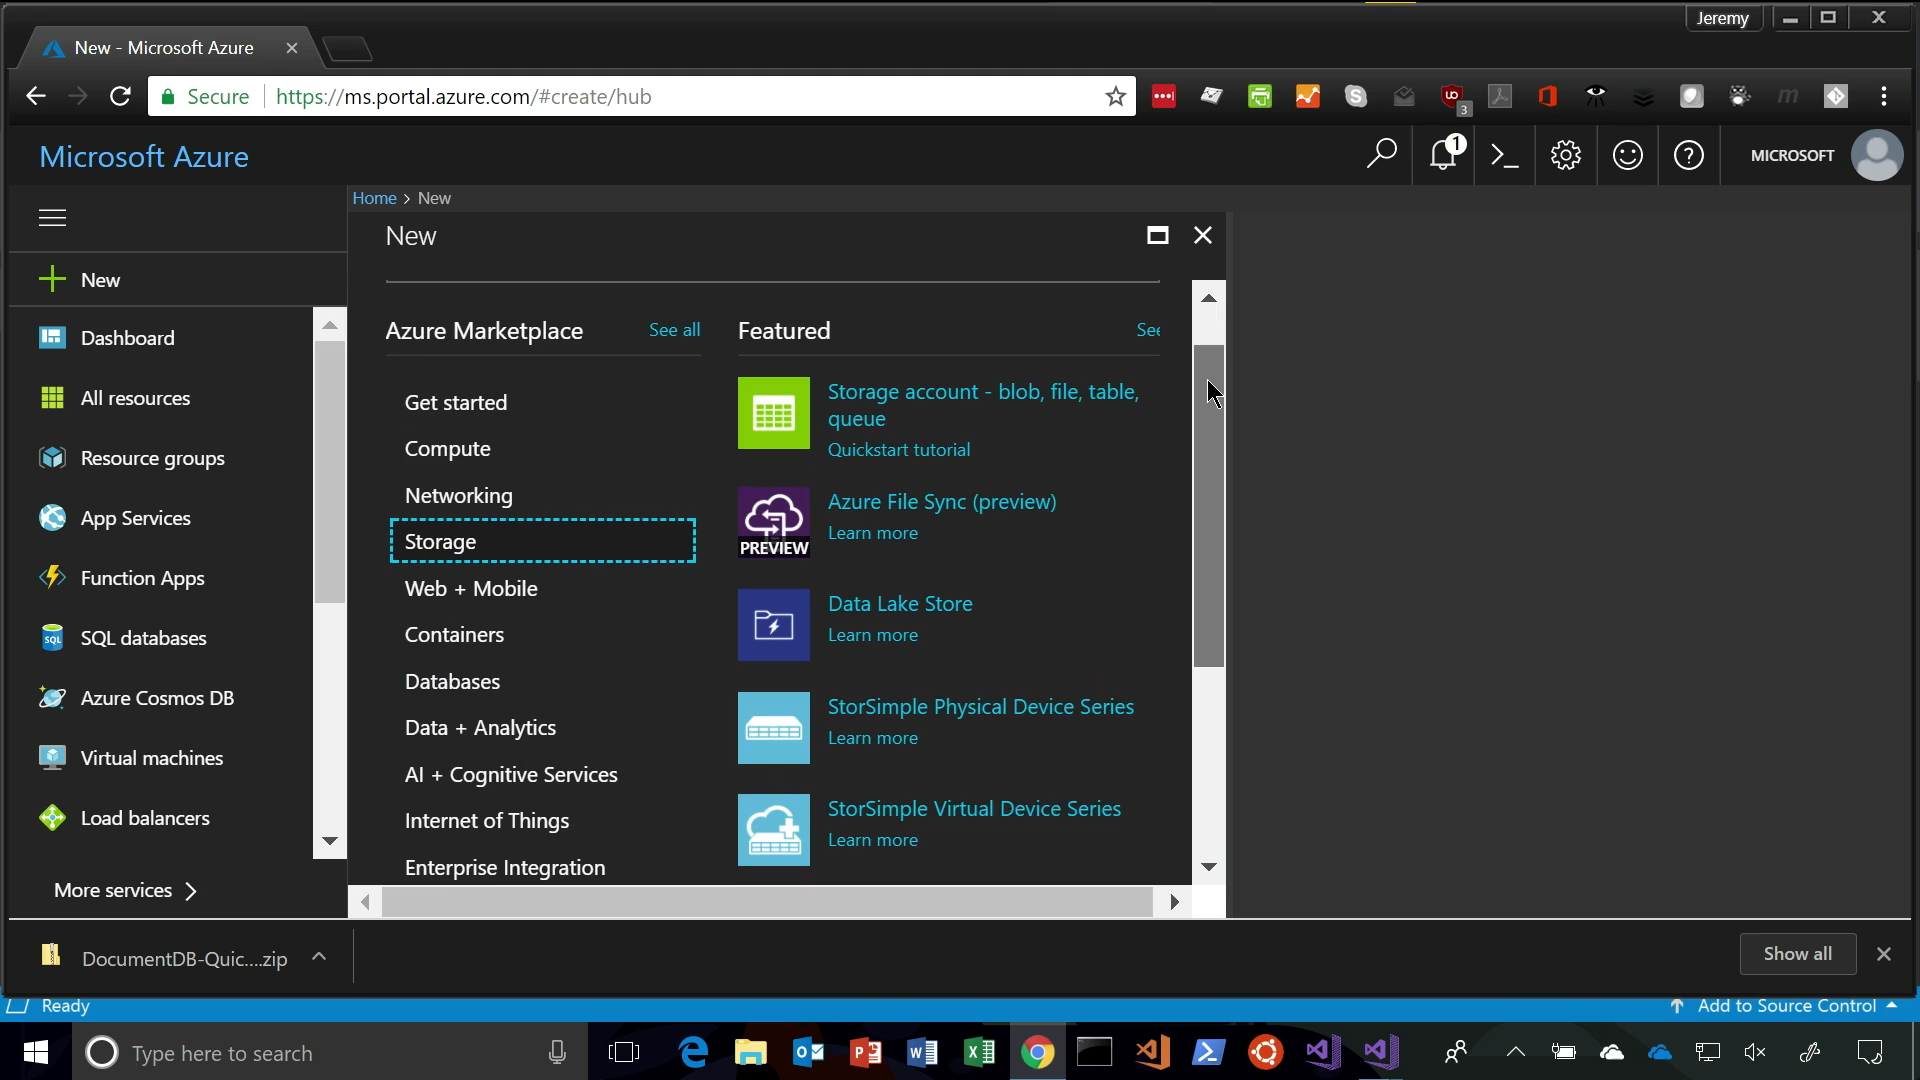 Jeremy
New - Microsoft Azure
Secure
https://ms.portal.azure.com/#create/hub
3
Microsoft Azure
1
MICROSOFT
Home > New
New
New
Dashboard
All resources
Resource groups
App Services
Function Apps
SQL
SQL databases
Azure Cosmos DB
Virtual machines
Load balancers
More services >
Azure Marketplace
See all
Get started
Compute
Networking
Storage
Web + Mobile
Containers
Databases
Data + Analytics
AI + Cognitive Services
Internet of Things
Enterprise Integration
Featured
See
Storage account - blob, file, table,
queue
Quickstart tutorial
PREVIEW
Azure File Sync (preview)
Learn more
Data Lake Store
Learn more
StorSimple Physical Device Series
Learn more
StorSimple Virtual Device Series
Learn more
DocumentDB-Quic....zip
Show all
Ready
Add to Source Control
Type here to search